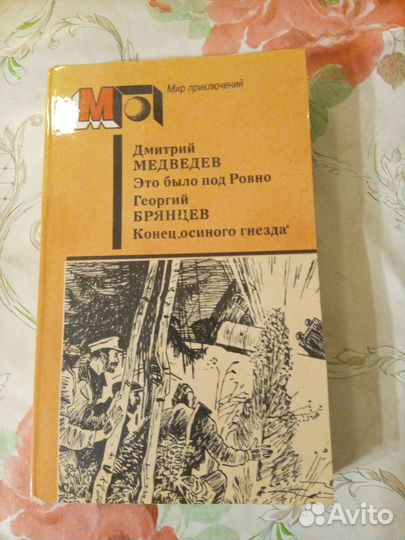 МП
Мир приключений
Дмитрий
МЕДВЕДЕВ
Это было под Ровно
Георгий
БРЯНЦЕВ
Конец „осиного гнезда"
Avito